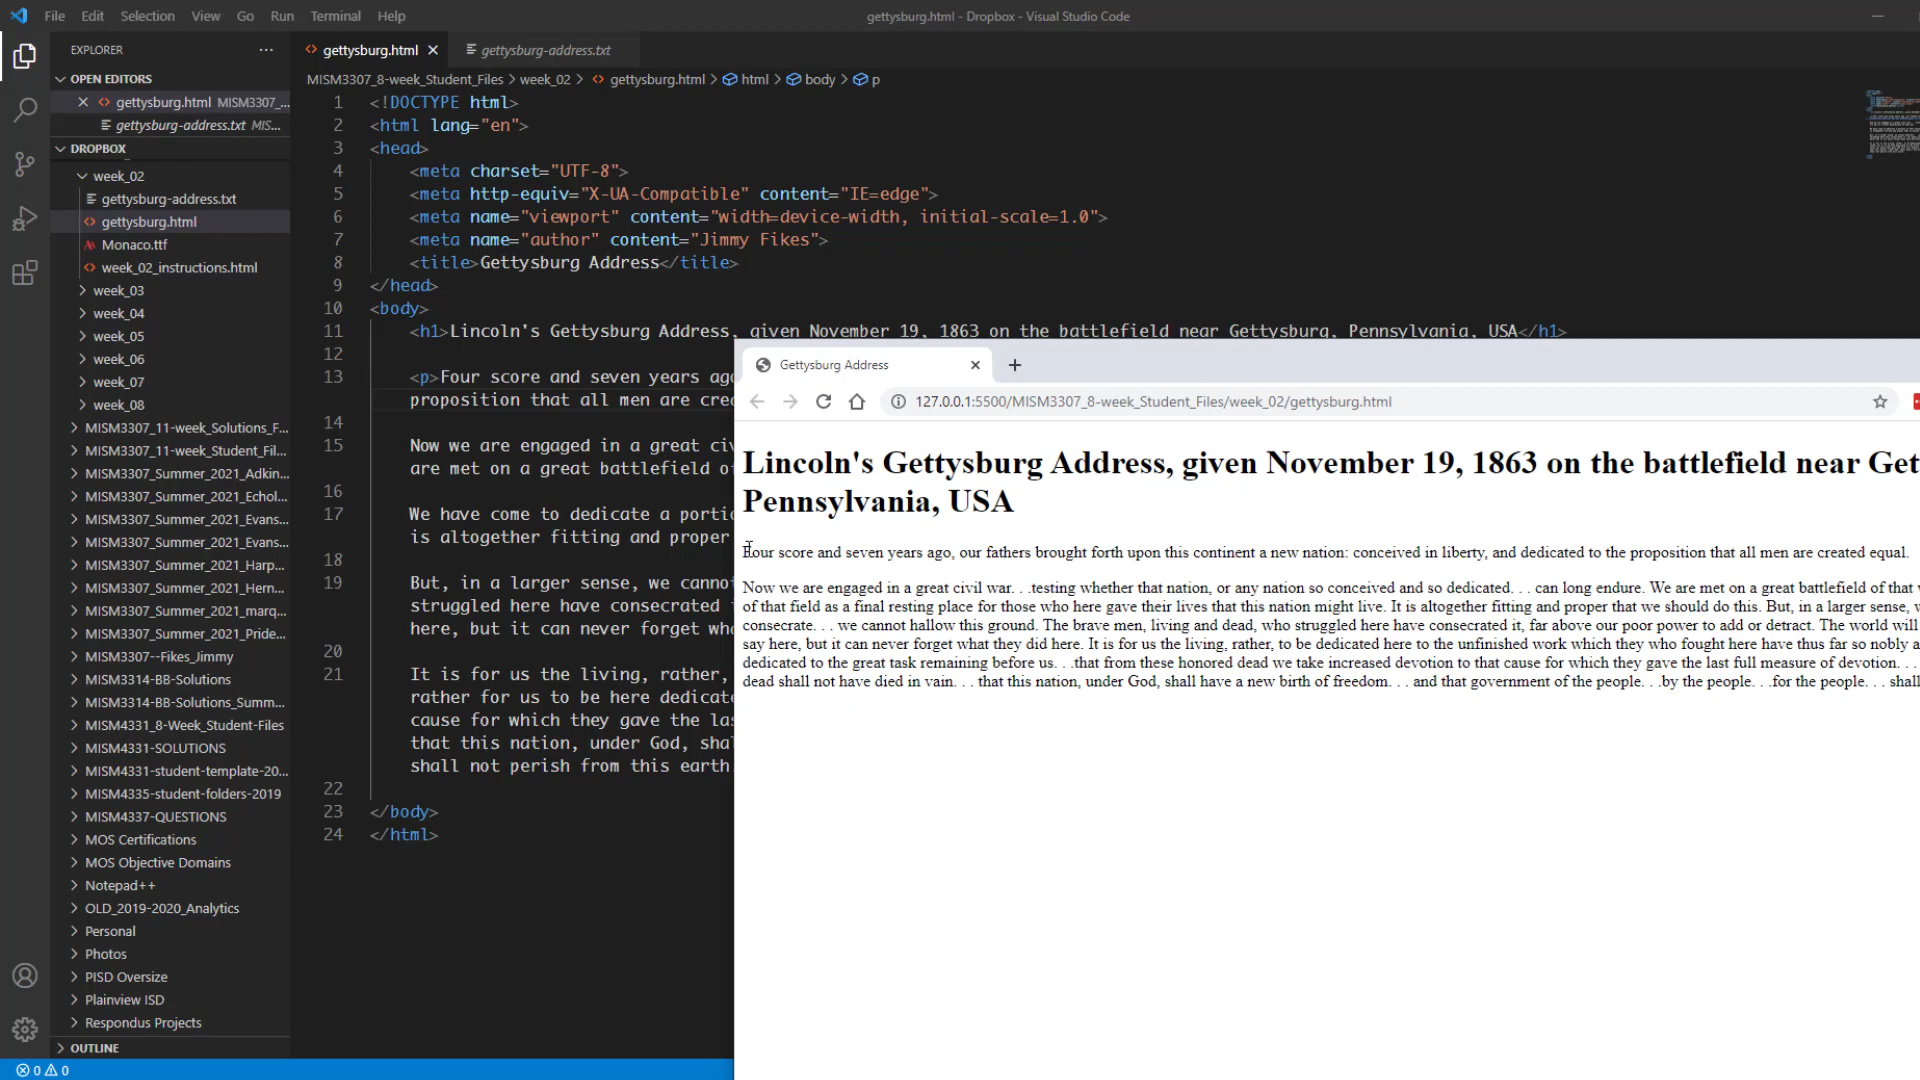 File Edit Selection View Go Run Terminal Help
gettysburg.html - Dropbox - Visual Studio Code
EXPLORER
OPEN EDITORS
gettysburg.html MISM3307_...
gettysburg-address.txt MIS...
DROPBOX
week_02
gettysburg-address.txt
gettysburg.html
Monaco.ttf
week_02_instructions.html
week_03
week_04
week_05
week_06
week_07
week_08
MISM3307_11-week_Solutions_F...
MISM3307_11-week_Student_Fil...
MISM3307_Summer_2021_Adkin...
MISM3307_Summer_2021_Echol...
MISM3307_Summer_2021_Evans...
MISM3307_Summer_2021_Evans...
MISM3307_Summer_2021_Harp...
MISM3307_Summer_2021_Hern...
MISM3307_Summer_2021_marq...
MISM3307_Summer_2021_Pride...
MISM3307--Fikes_Jimmy
MISM3314-BB-Solutions
MISM3314-BB-Solutions_Summ...
MISM4331_8-Week_Student-Files
MISM4331-SOLUTIONS
MISM4331-student-template-20...
MISM4335-student-folders-2019
MISM4337-QUESTIONS
MOS Certifications
MOS Objective Domains
Notepad++
OLD_2019-2020_Analytics
Personal
Photos
PISD Oversize
Plainview ISD
Respondus Projects
OUTLINE
0 0
gettysburg.html gettysburg-address.txt
MISM3307_8-week_Student_Files > week_02 > gettysburg.html > html > body > p
1 <!DOCTYPE html>
2 <html lang="en">
3 <head>
4 <meta charset="UTF-8">
5 <meta http-equiv="X-UA-Compatible" content="IE=edge">
6 <meta name="viewport" content="width=device-width, initial-scale=1.0">
7 <meta name="author" content="Jimmy Fikes">
8 <title>Gettysburg Address</title>
9 </head>
10 <body>
11 <h1>Lincoln's Gettysburg Address, given November 19, 1863 on the battlefield near Gettysburg, Pennsylvania, USA</h1>
12
13 <p>Four score and seven years ago
proposition that all men are crea
14
15 Now we are engaged in a great civ
are met on a great battlefield o
16
17 We have come to dedicate a portio
is altogether fitting and proper
18
19 But, in a larger sense, we canno
struggled here have consecrated
here, but it can never forget wh
20
21 It is for us the living, rather,
rather for us to be here dedicate
cause for which they gave the las
that this nation, under God, sha
shall not perish from this earth
22
23 </body>
24 </html>
Gettysburg Address
127.0.0.1:5500/MISM3307_8-week_Student_Files/week_02/gettysburg.html
Lincoln's Gettysburg Address, given November 19, 1863 on the battlefield near Get
Pennsylvania, USA
Four score and seven years ago, our fathers brought forth upon this continent a new nation: conceived in liberty, and dedicated to the proposition that all men are created equal.
Now we are engaged in a great civil war. . .testing whether that nation, or any nation so conceived and so dedicated. . . can long endure. We are met on a great battlefield of that
of that field as a final resting place for those who here gave their lives that this nation might live. It is altogether fitting and proper that we should do this. But, in a larger sense,
consecrate. . . we cannot hallow this ground. The brave men, living and dead, who struggled here have consecrated it, far above our poor power to add or detract. The world will
say here, but it can never forget what they did here. It is for us the living, rather, to be dedicated here to the unfinished work which they who fought here have thus far so nobly a
dedicated to the great task remaining before us. . .that from these honored dead we take increased devotion to that cause for which they gave the last full measure of devotion. . .
dead shall not have died in vain. . . that this nation, under God, shall have a new birth of freedom. . . and that government of the people. . .by the people. . .for the people. . . shall